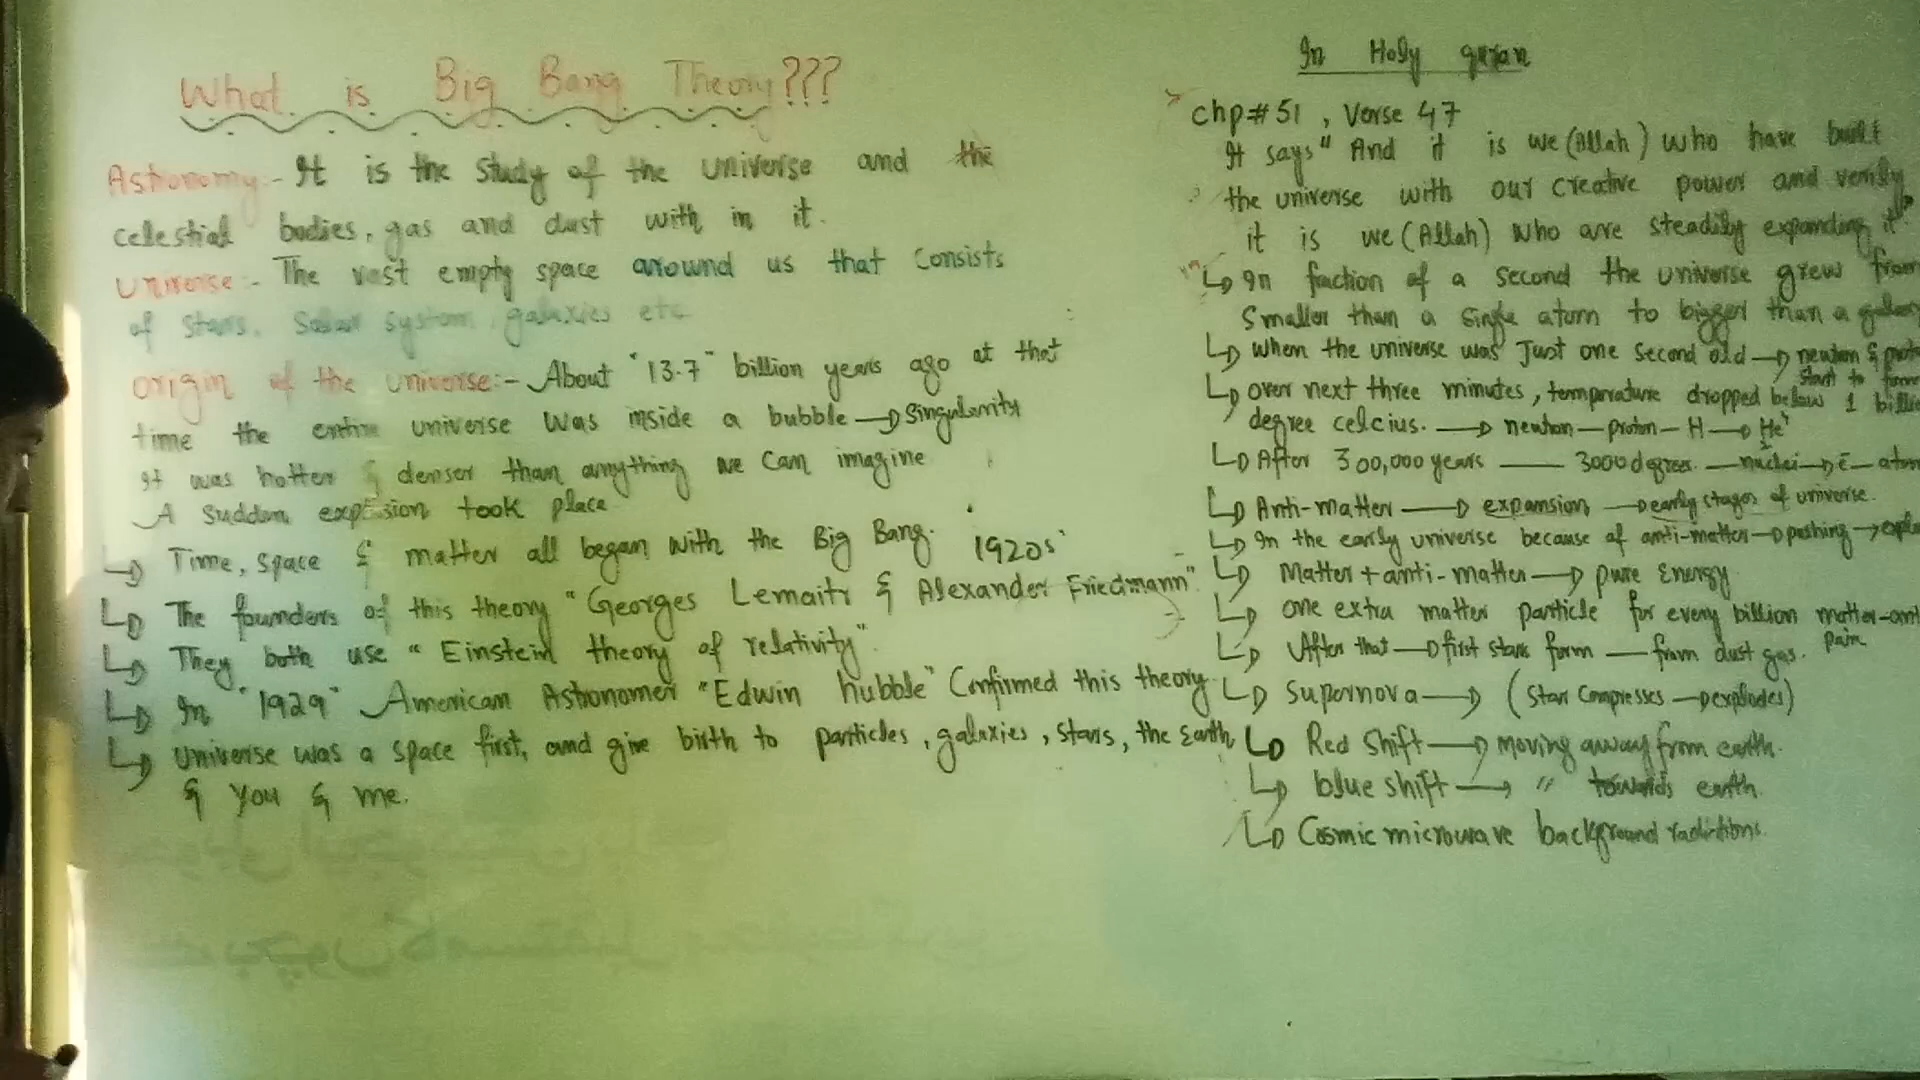 What is Big Bang Theory???
Astronomy:- It is the study of the universe and the
celestial bodies, gas and dust with in it.
Universe:- The vast empty space around us that consists
of stars, Solar system, galaxies etc
Origin of the universe:- About "13.7" billion years ago at that
time the entire universe was inside a bubble → Singularity
It was hotter & denser than anything we can imagine
A sudden explosion took place
↳ Time, space & matter all began with the Big Bang. 1920s'
↳ The founders of this theory "Georges Lemaitr & Alexander Friedmann"
↳ They both use "Einstein theory of relativity".
↳ In "1929" American Astronomer "Edwin hubble" Confirmed this theory
↳ Universe was a space first, and give birth to particles, galaxies, stars, the Earth
& you & me.
In Holy quran
Chp#51, Verse 47
It says "And it is we (Allah) who have built
the universe with our creative power and verily
it is we (Allah) who are steadily expanding it"
↳ In fraction of a second the universe grew from
Smaller than a single atom to bigger than a
↳ When the universe was Just one second old →
start to form
↳ over next three minutes, temperature dropped below 1
degree celcius. → newton — proton — H → He
↳ After 300,000 years — 3000 degrees — nuclei → e̅ — atom
↳ Anti-matter → expansion → early stages of universe.
↳ In the early universe because of anti-matter → pushing →
↳ Matter + anti-matter → pure Energy
↳ one extra matter particle for every billion matter-
pair
↳ After that → first stars form — from dust gas.
↳ Supernova → (star compresses → explodes)
↳ Red Shift → moving away from earth.
↳ blue shift → " towards earth.
↳ Cosmic microwave background radiations.